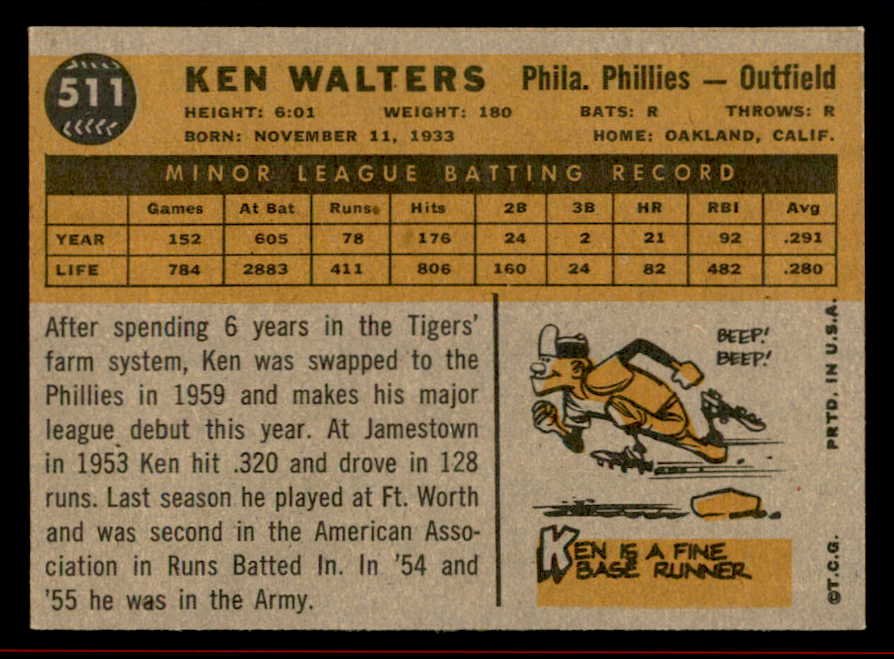 511
KEN WALTERS Phila. Phillies — Outfield
HEIGHT: 6:01 WEIGHT: 180 BATS: R THROWS: R
BORN: NOVEMBER 11, 1933 HOME: OAKLAND, CALIF.
MINOR LEAGUE BATTING RECORD
Games At Bat Runs Hits 2B 3B HR RBI Avg
YEAR 152 605 78 176 24 2 21 92 .291
LIFE 784 2883 411 806 160 24 82 482 .280
After spending 6 years in the Tigers'
farm system, Ken was swapped to the
Phillies in 1959 and makes his major
league debut this year. At Jamestown
in 1953 Ken hit .320 and drove in 128
runs. Last season he played at Ft. Worth
and was second in the American Asso-
ciation in Runs Batted In. In '54 and
'55 he was in the Army.
BEEP!
BEEP!
KEN IS A FINE
BASE RUNNER
PRTD. IN U.S.A.
©T.C.G.